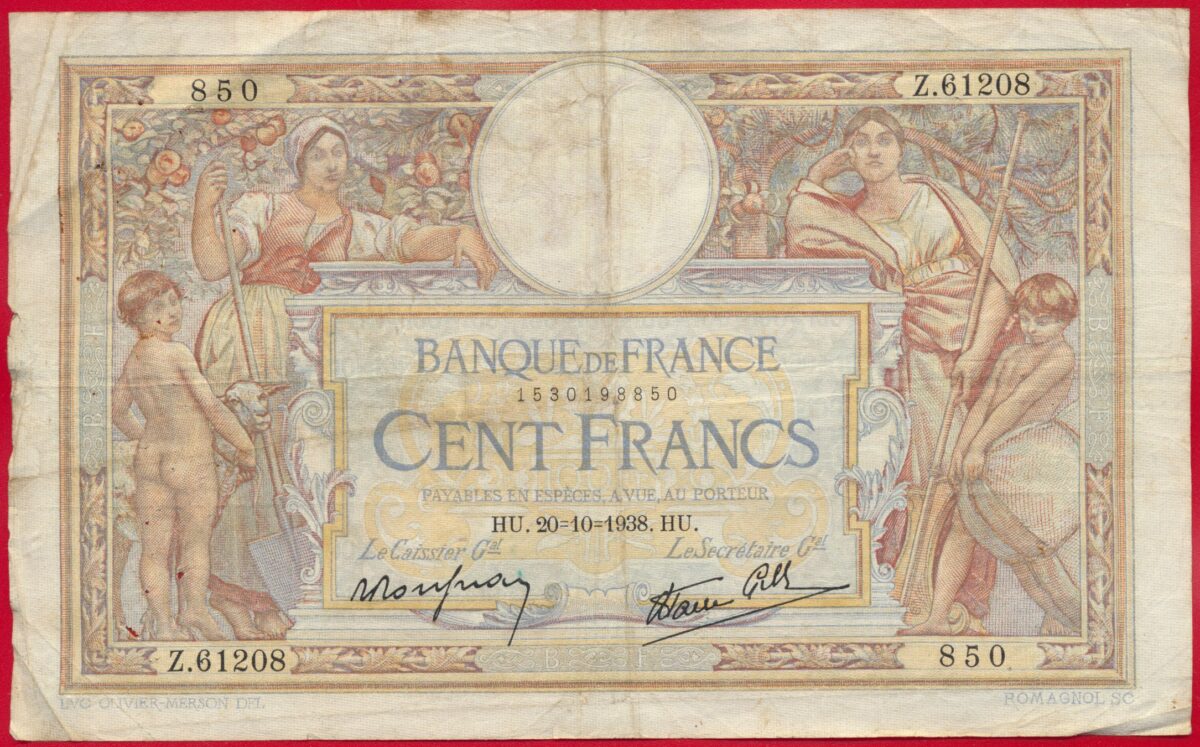 850 Z.61208
BANQUE DE FRANCE
1530198850
CENT FRANCS
PAYABLES EN ESPÈCES, A VUE, AU PORTEUR
HU. 20=10=1938. HU.
Le Caissier Gal Le Secrétaire Gal
Z.61208 B F 850
LVC OLIVIER-MERSON DEL. ROMAGNOL SC